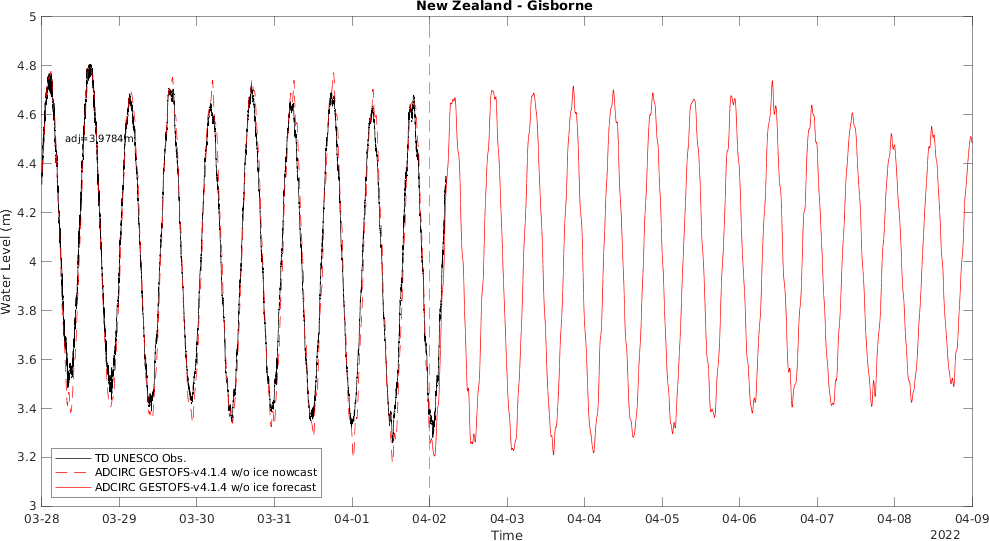 New Zealand - Gisborne
5
4.8
4.6
4.4
4.2
4
3.8
3.6
3.4
3.2
3
Water Level (m)
adj=3.9784m
TD UNESCO Obs.
ADCIRC GESTOFS-v4.1.4 w/o ice nowcast
ADCIRC GESTOFS-v4.1.4 w/o ice forecast
03-28 03-29 03-30 03-31 04-01 04-02 04-03 04-04 04-05 04-06 04-07 04-08 04-09
Time
2022